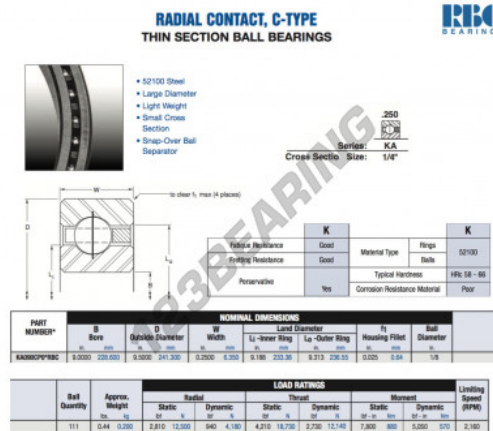 RADIAL CONTACT, C-TYPE
THIN SECTION BALL BEARINGS
RBC
BEARING
• 52100 Steel
• Large Diameter
• Light Weight
• Small Cross
Section
• Snap-Over Ball
Separator
.250
Series: KA
Cross Sectio Size: 1/4"
W
to clear f₁ max (4 places)
D
B
123BEARING
K K
Fatigue Resistance Good Material Type Rings 52100
Fretting Resistance Good Balls
Preservative Yes Typical Hardness HRc 58 - 66
Corrosion Resistance Material Poor
NOMINAL DIMENSIONS
PART NUMBER* B Bore D Outside Diameter W Width Land Diameter f1 Housing Fillet Ball Diameter
Li -Inner Ring Lo -Outer Ring
in. mm in. mm in. mm in. mm in. mm in. mm in.
9.0000 228.600 9.5000 241.300 0.2500 6.350 9.188 233.38 9.313 236.55 0.025 0.64 1/8
LOAD RATINGS
Ball Quantity Approx. Weight Radial Thrust Moment Limiting Speed (RPM)
Static Dynamic Static Dynamic Static Dynamic
lbs. kg lbf N lbf N lbf N lbf N lbf - in Nm lbf - in Nm
111 0.44 0.200 2,810 12,500 940 4,180 4,210 18,730 2,730 12,140 7,800 880 5,050 570 2,160